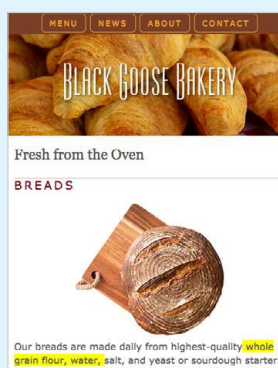 MENU NEWS ABOUT CONTACT
BLACK GOOSE BAKERY
Fresh from the Oven
BREADS
Our breads are made daily from highest-quality whole
grain flour, water, salt, and yeast or sourdough starter